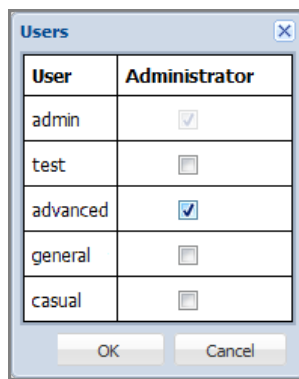 Users
User Administrator
admin
test
advanced
general
casual
OK Cancel